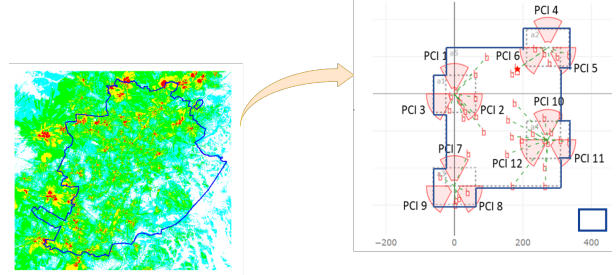 PCI 4
PCI 1
PCI 6
PCI 5
PCI 3
PCI 2
PCI 10
PCI 7
PCI 12
PCI 11
PCI 9
PCI 8
−200
0
200
400